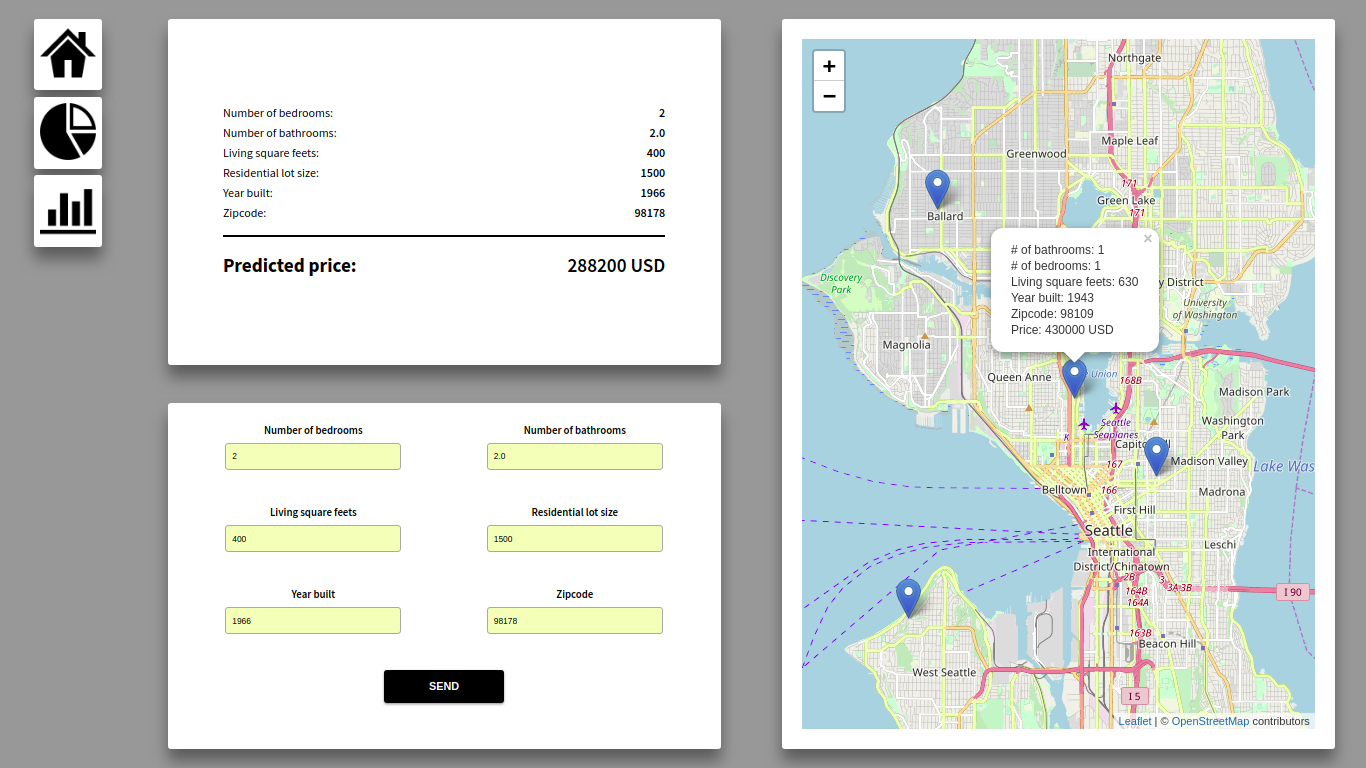 Number of bedrooms: 2
Number of bathrooms: 2.0
Living square feets: 400
Residential lot size: 1500
Year built: 1966
Zipcode: 98178
Predicted price: 288200 USD
Number of bedrooms
Number of bathrooms
2
2.0
Living square feets
Residential lot size
400
1500
Year built
Zipcode
1966
98178
SEND
+
−
Northgate
Maple Leaf
Greenwood
171
Green Lake
171
Ballard
×
# of bathrooms: 1
# of bedrooms: 1
Living square feets: 630
Year built: 1943
Zipcode: 98109
Price: 430000 USD
Discovery
Park
y District
University
of Washington
Magnolia
Queen Anne
Union
168B
Madison Park
Washington
Park
Seattle
Seaplanes
K
Capito
167
Madison Valley
Lake Was
Belltown
166
Madrona
First Hill
Seattle
Leschi
International
District/Chinatown
2B
3
3A-3B
164B
164A
I 90
163B
Beacon Hill
West Seattle
I 5
Leaflet | © OpenStreetMap contributors